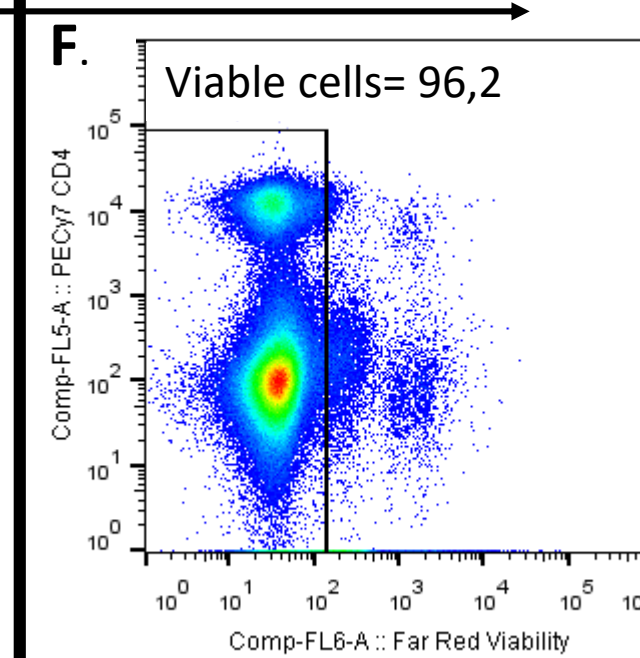 F.
Viable cells= 96,2
Comp-FL5-A :: PECy7 CD4
10^5
10^4
10^3
10^2
10^1
10^0
10^0 10^1 10^2 10^3 10^4 10^5 10
Comp-FL6-A :: Far Red Viability